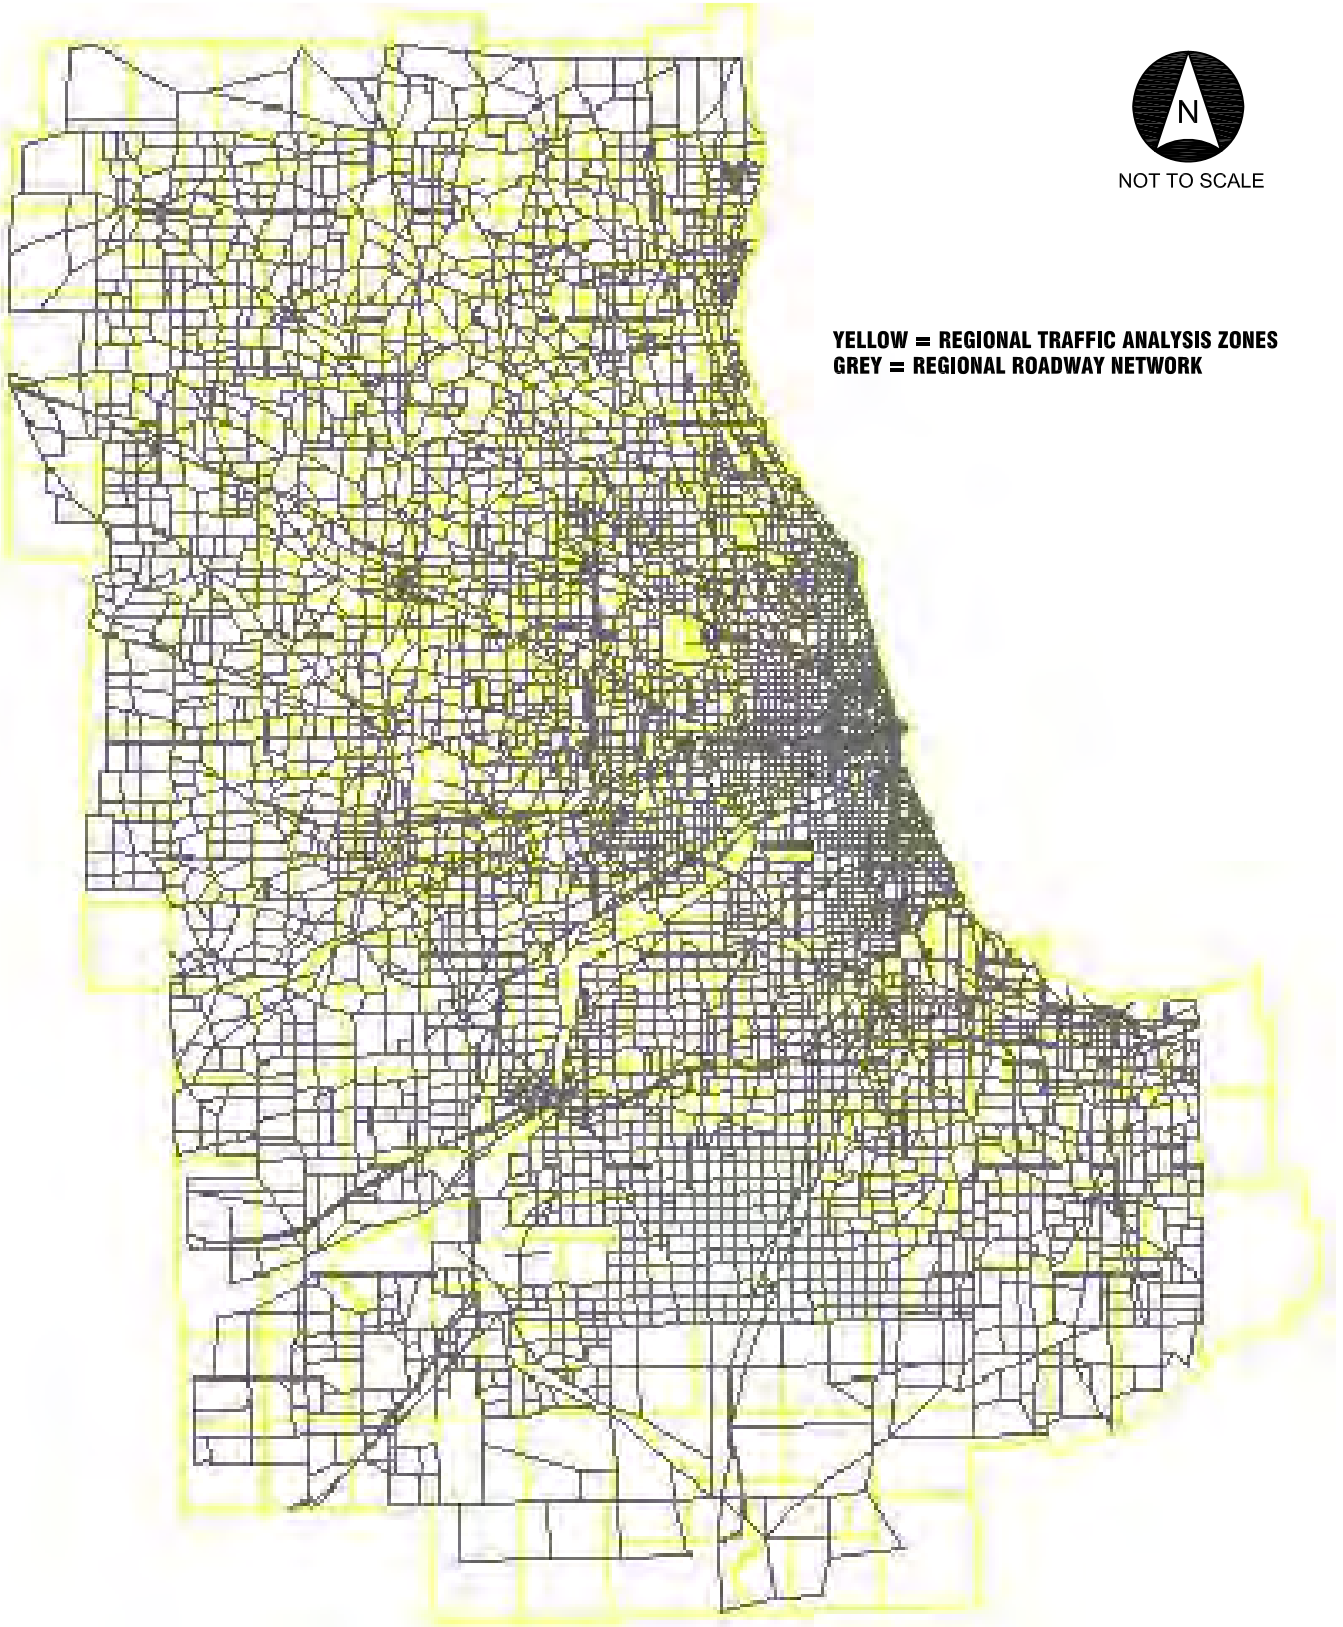 N
NOT TO SCALE
YELLOW = REGIONAL TRAFFIC ANALYSIS ZONES
GREY = REGIONAL ROADWAY NETWORK